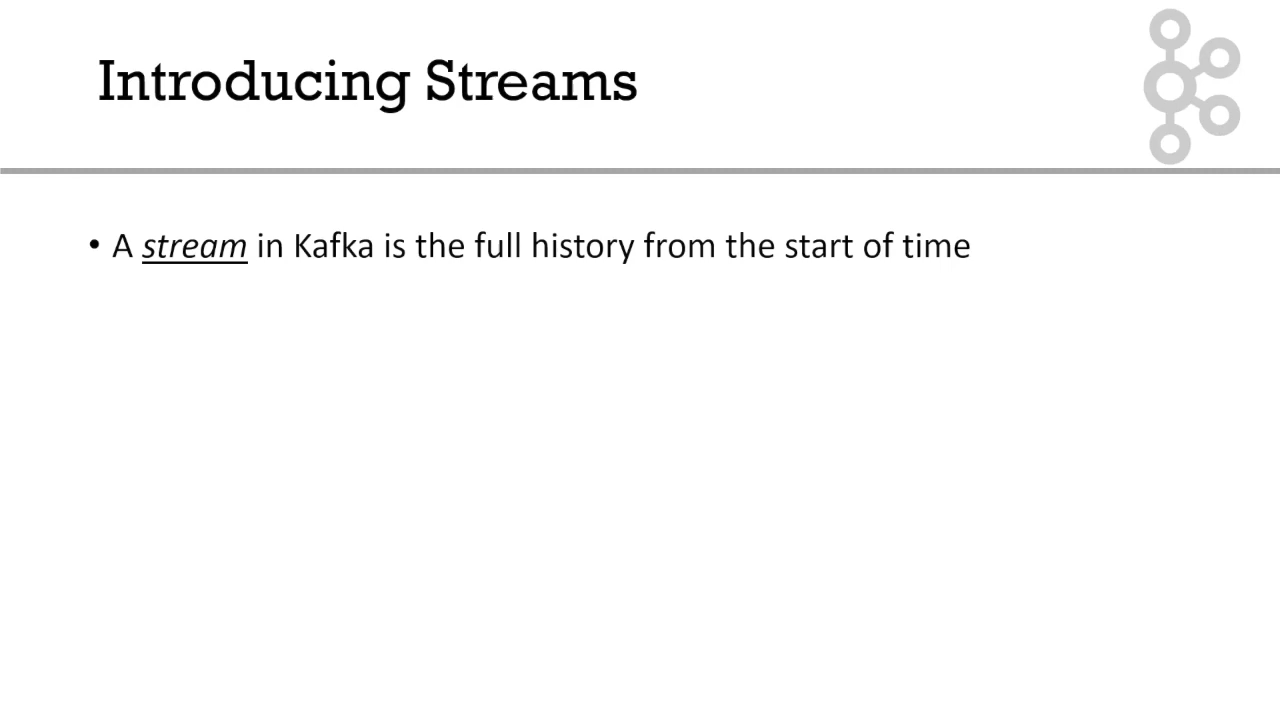 Introducing Streams
• A stream in Kafka is the full history from the start of time